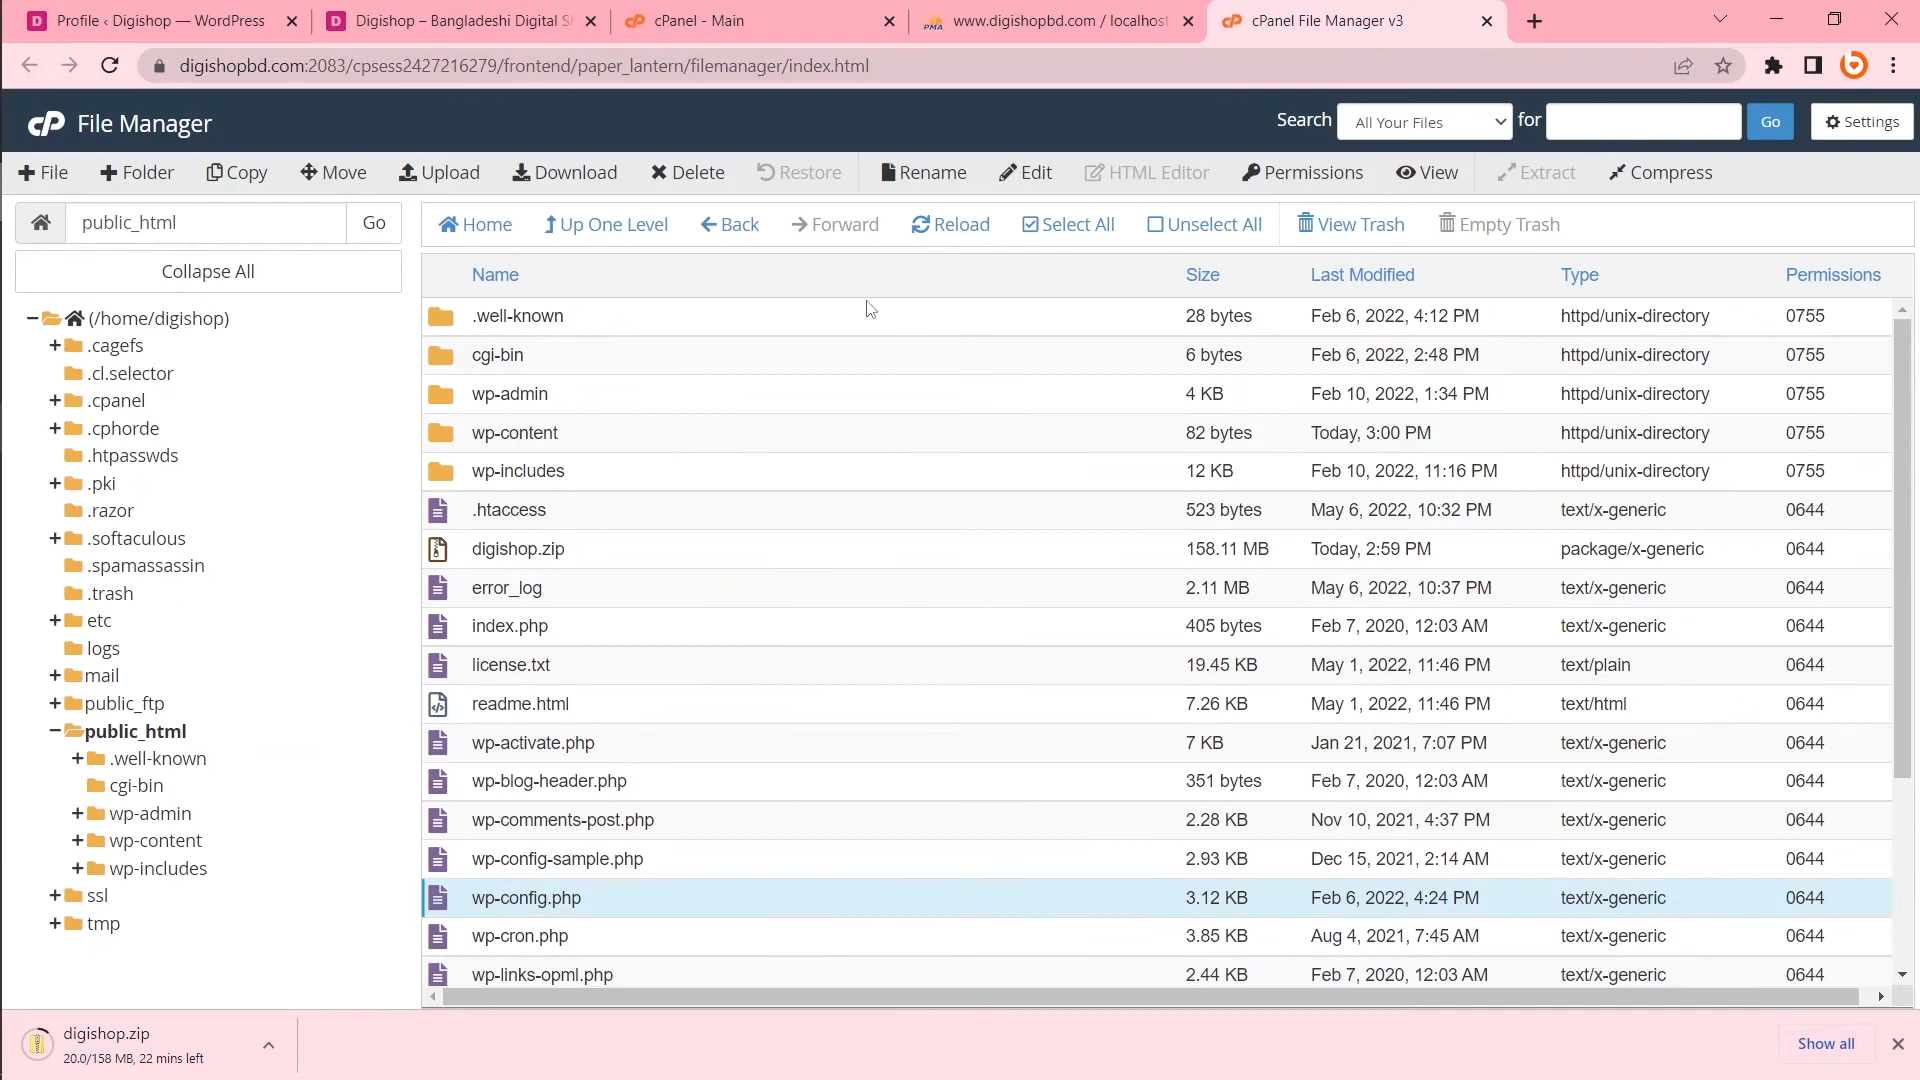 Profile ‹ Digishop — WordPress
Digishop – Bangladeshi Digital S
cPanel - Main
PMA
www.digishopbd.com / localhost
cPanel File Manager v3
digishopbd.com:2083/cpsess2427216279/frontend/paper_lantern/filemanager/index.html
cP File Manager
Search All Your Files for Go Settings
File Folder Copy Move Upload Download Delete Restore Rename Edit HTML Editor Permissions View Extract Compress
public_html Go
Home Up One Level Back Forward Reload Select All Unselect All View Trash Empty Trash
Collapse All
(/home/digishop)
.cagefs
.cl.selector
.cpanel
.cphorde
.htpasswds
.pki
.razor
.softaculous
.spamassassin
.trash
etc
logs
mail
public_ftp
public_html
.well-known
cgi-bin
wp-admin
wp-content
wp-includes
ssl
tmp
Name Size Last Modified Type Permissions
.well-known 28 bytes Feb 6, 2022, 4:12 PM httpd/unix-directory 0755
cgi-bin 6 bytes Feb 6, 2022, 2:48 PM httpd/unix-directory 0755
wp-admin 4 KB Feb 10, 2022, 1:34 PM httpd/unix-directory 0755
wp-content 82 bytes Today, 3:00 PM httpd/unix-directory 0755
wp-includes 12 KB Feb 10, 2022, 11:16 PM httpd/unix-directory 0755
.htaccess 523 bytes May 6, 2022, 10:32 PM text/x-generic 0644
digishop.zip 158.11 MB Today, 2:59 PM package/x-generic 0644
error_log 2.11 MB May 6, 2022, 10:37 PM text/x-generic 0644
index.php 405 bytes Feb 7, 2020, 12:03 AM text/x-generic 0644
license.txt 19.45 KB May 1, 2022, 11:46 PM text/plain 0644
readme.html 7.26 KB May 1, 2022, 11:46 PM text/html 0644
wp-activate.php 7 KB Jan 21, 2021, 7:07 PM text/x-generic 0644
wp-blog-header.php 351 bytes Feb 7, 2020, 12:03 AM text/x-generic 0644
wp-comments-post.php 2.28 KB Nov 10, 2021, 4:37 PM text/x-generic 0644
wp-config-sample.php 2.93 KB Dec 15, 2021, 2:14 AM text/x-generic 0644
wp-config.php 3.12 KB Feb 6, 2022, 4:24 PM text/x-generic 0644
wp-cron.php 3.85 KB Aug 4, 2021, 7:45 AM text/x-generic 0644
wp-links-opml.php 2.44 KB Feb 7, 2020, 12:03 AM text/x-generic 0644
digishop.zip
20.0/158 MB, 22 mins left
Show all